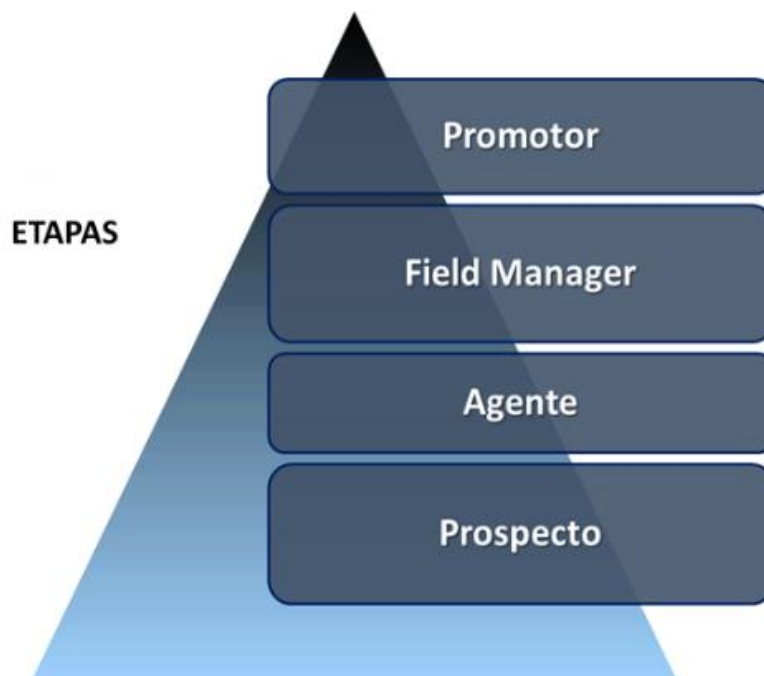 Promotor
ETAPAS
Field Manager
Agente
Prospecto